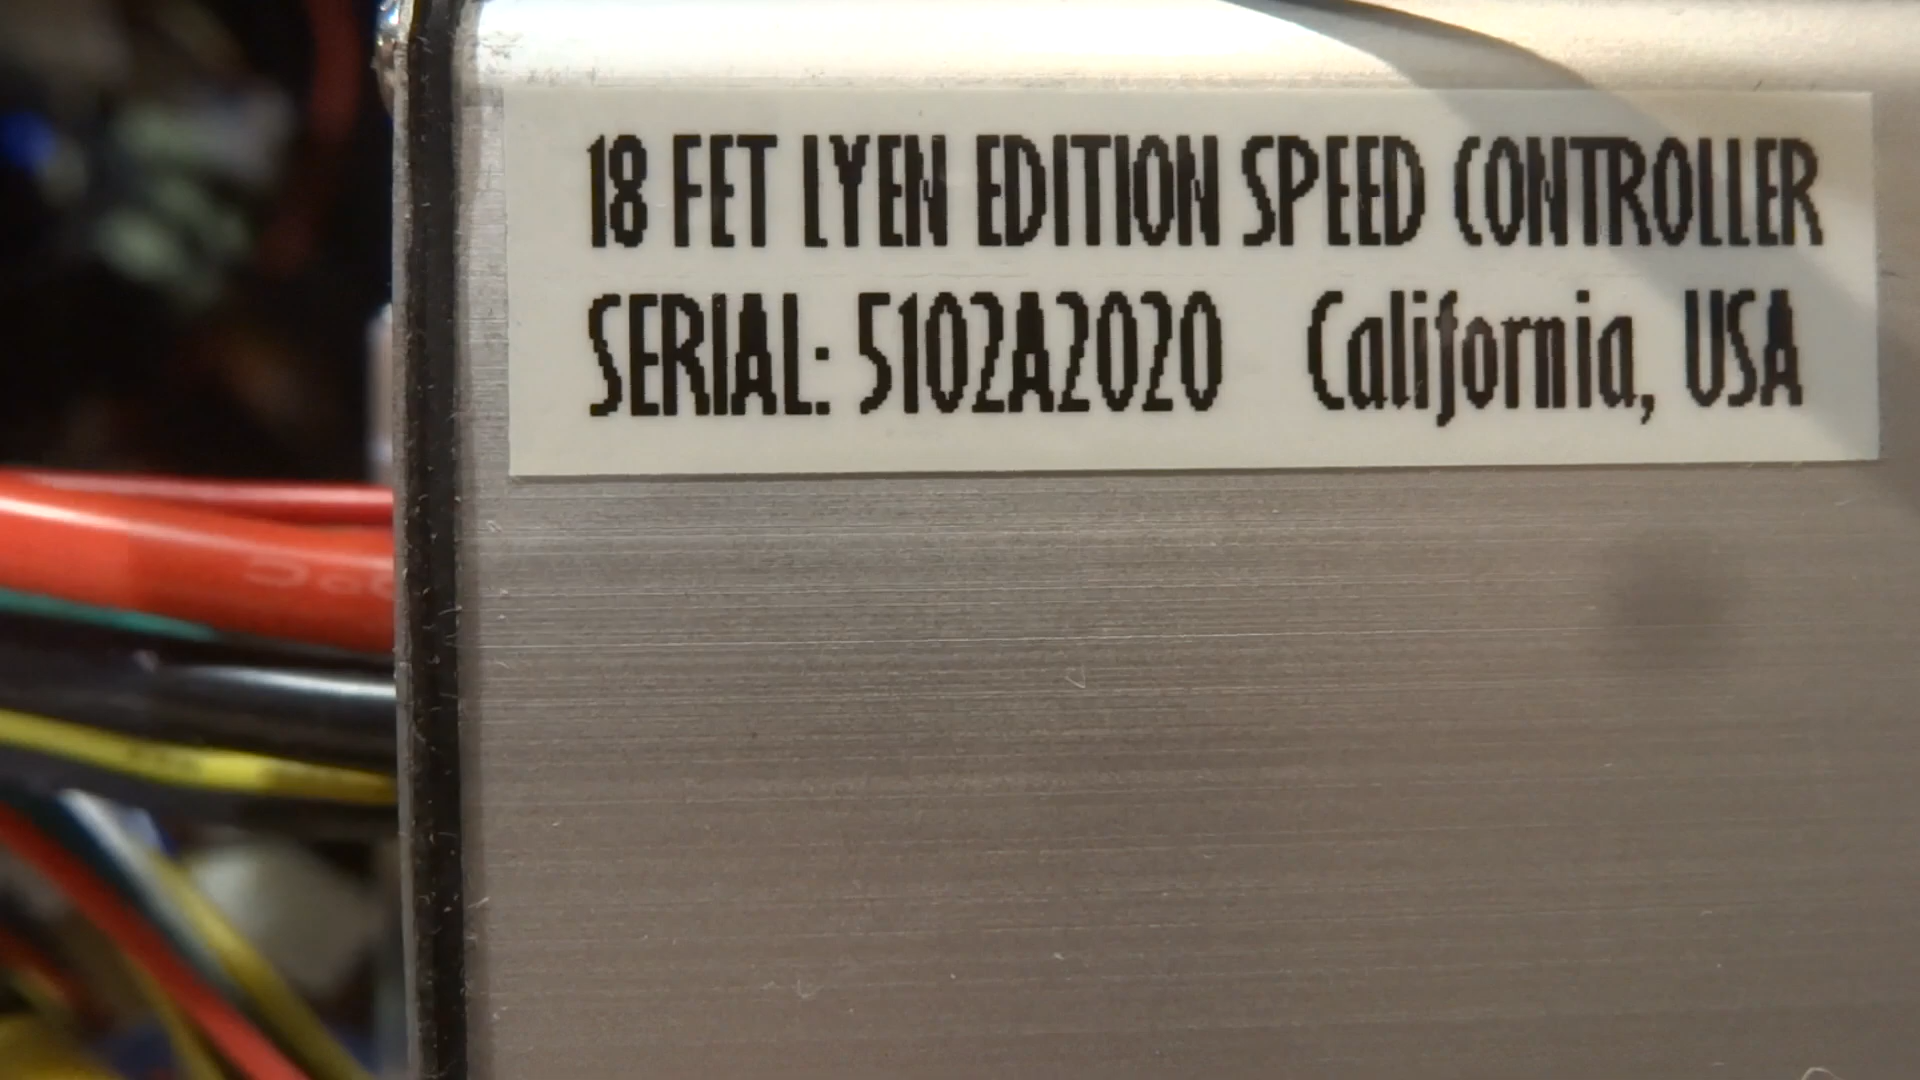 18 FET LYEN EDITION SPEED CONTROLLER
SERIAL: 5102A2020 California, USA